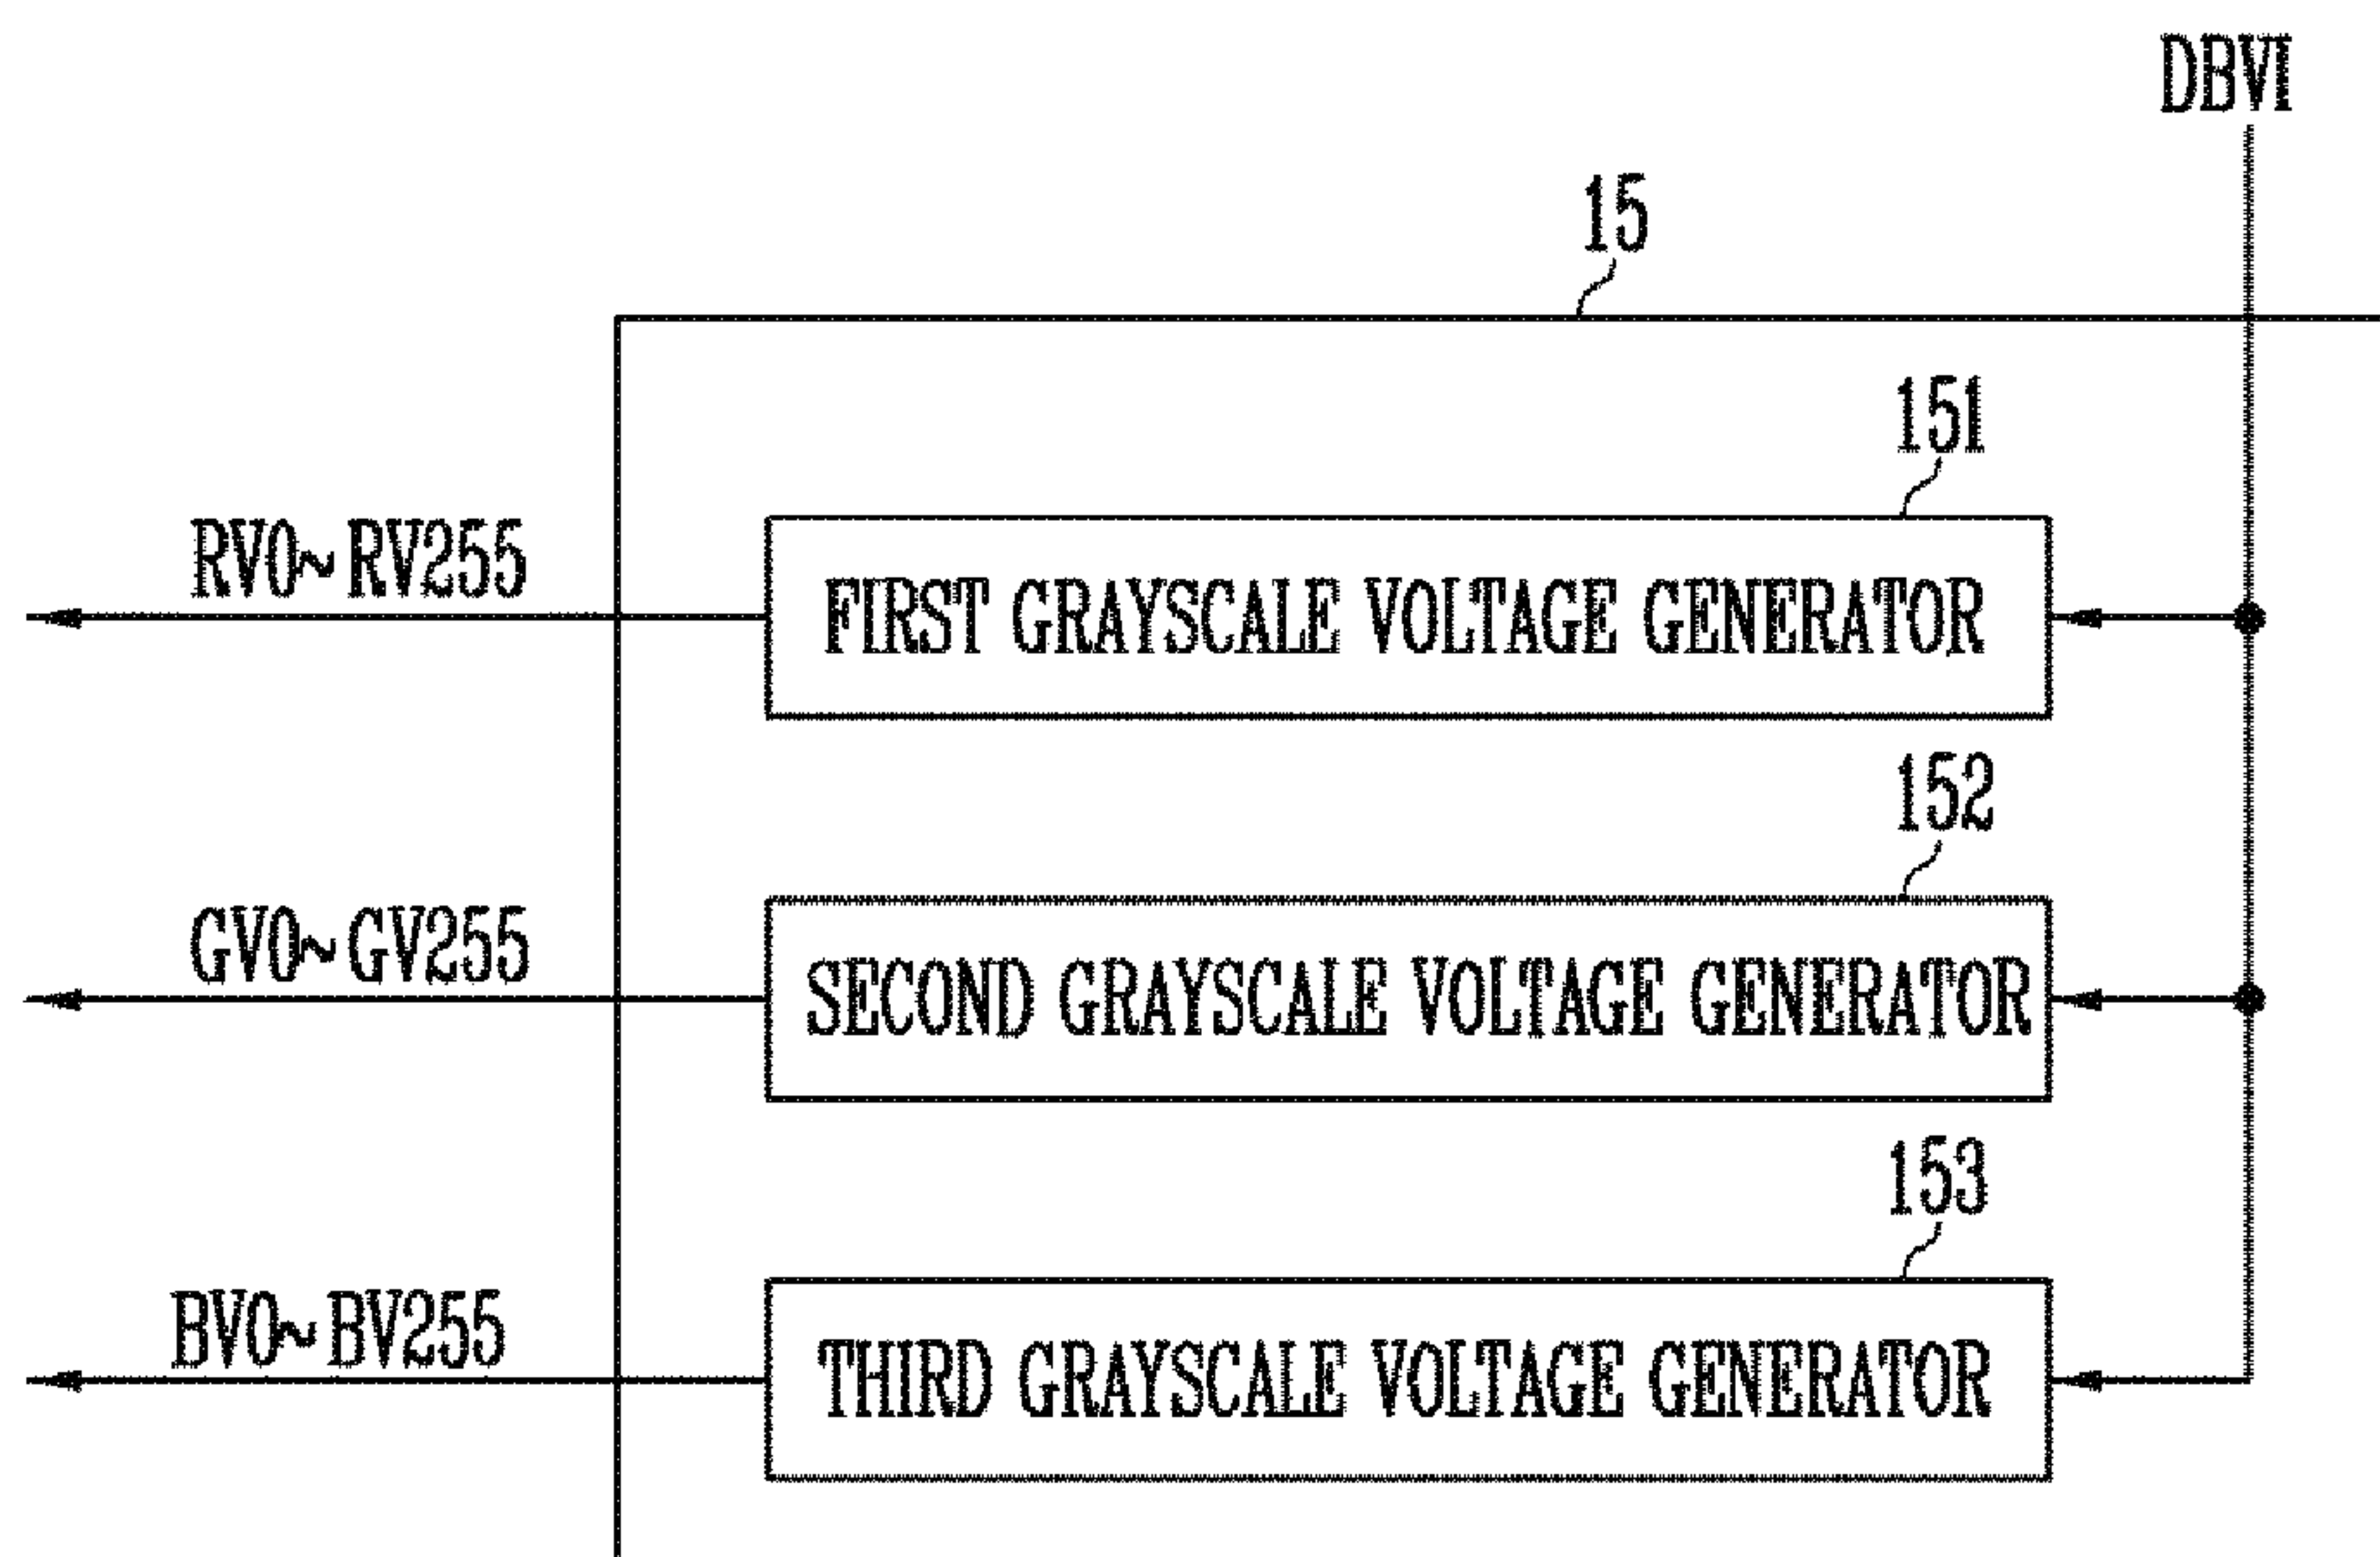 DBVI
15
151
RV0~RV255
FIRST GRAYSCALE VOLTAGE GENERATOR
152
GV0~GV255
SECOND GRAYSCALE VOLTAGE GENERATOR
153
BV0~BV255
THIRD GRAYSCALE VOLTAGE GENERATOR